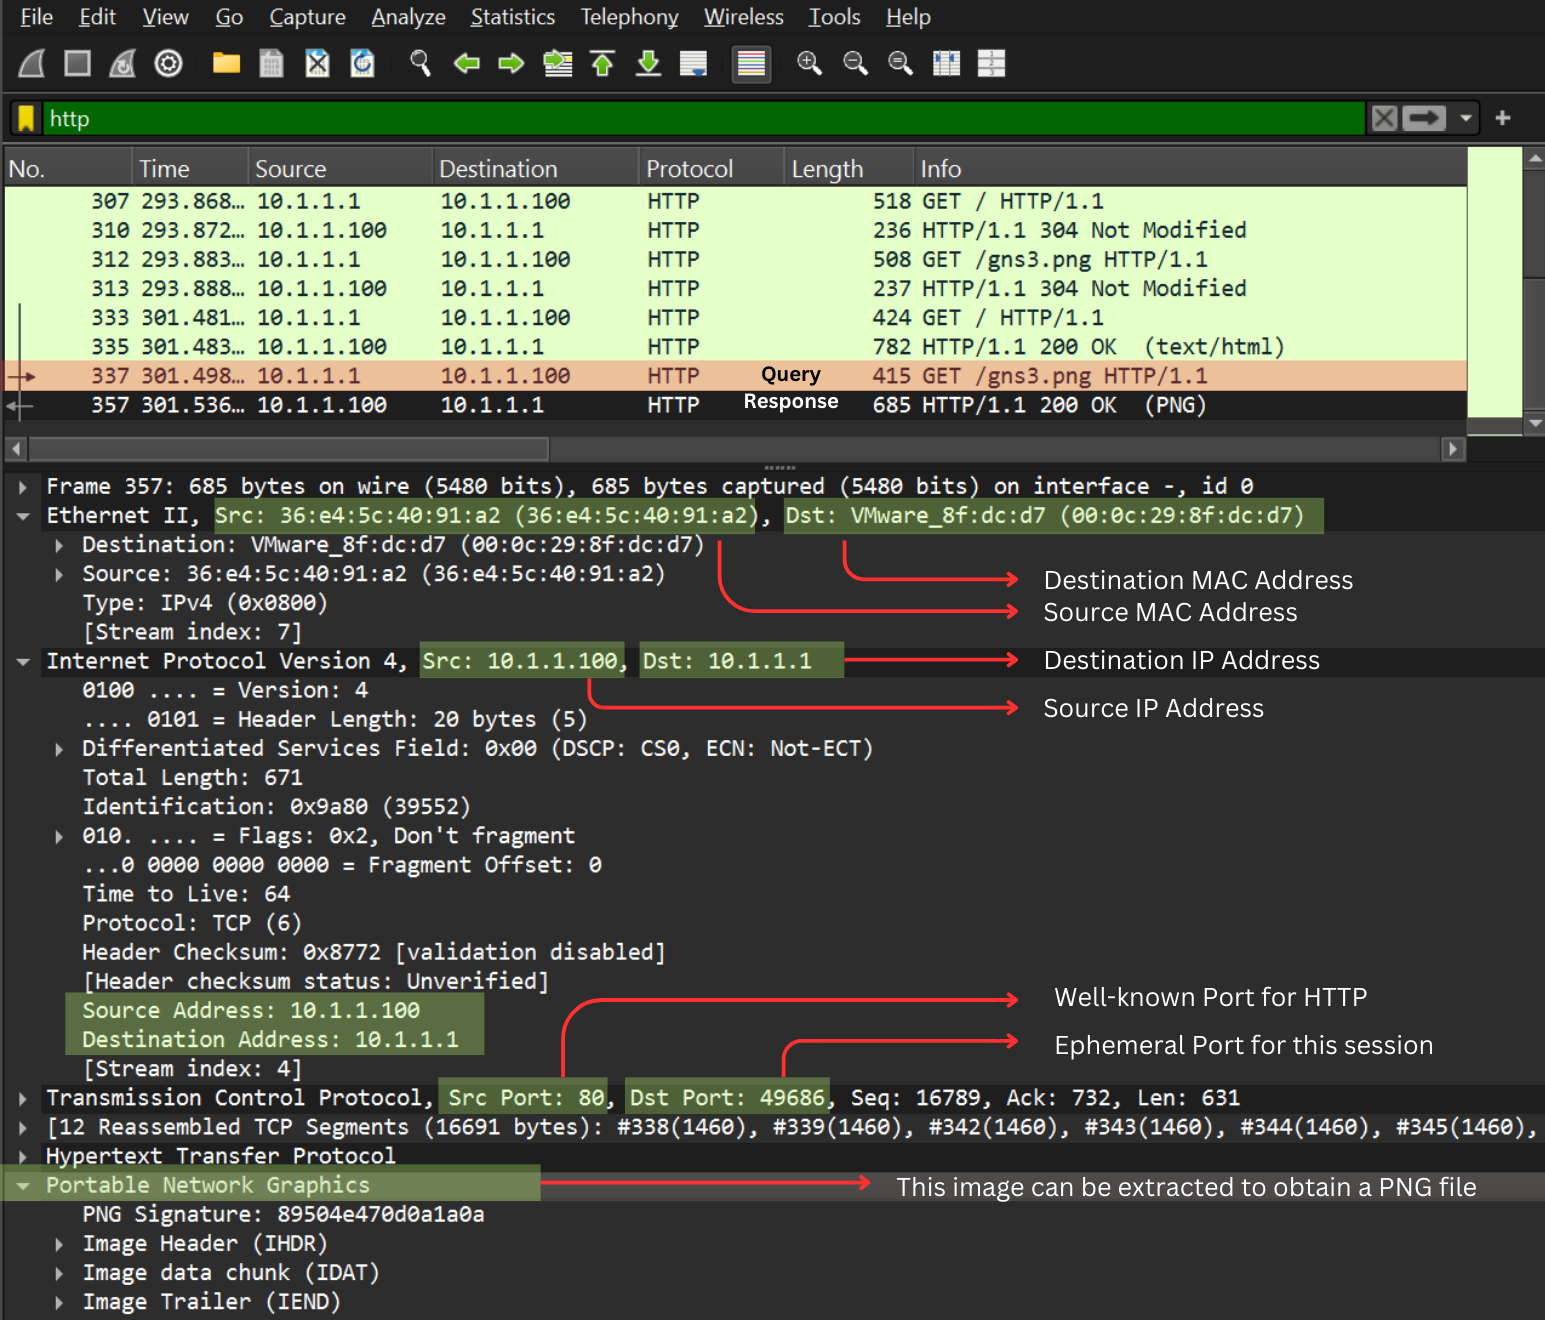 File Edit View Go Capture Analyze Statistics Telephony Wireless Tools Help
http
No. Time Source Destination Protocol Length Info
307 293.868… 10.1.1.1 10.1.1.100 HTTP 518 GET / HTTP/1.1
310 293.872… 10.1.1.100 10.1.1.1 HTTP 236 HTTP/1.1 304 Not Modified
312 293.883… 10.1.1.1 10.1.1.100 HTTP 508 GET /gns3.png HTTP/1.1
313 293.888… 10.1.1.100 10.1.1.1 HTTP 237 HTTP/1.1 304 Not Modified
333 301.481… 10.1.1.1 10.1.1.100 HTTP 424 GET / HTTP/1.1
335 301.483… 10.1.1.100 10.1.1.1 HTTP 782 HTTP/1.1 200 OK (text/html)
337 301.498… 10.1.1.1 10.1.1.100 HTTP Query 415 GET /gns3.png HTTP/1.1
357 301.536… 10.1.1.100 10.1.1.1 HTTP Response 685 HTTP/1.1 200 OK (PNG)
Frame 357: 685 bytes on wire (5480 bits), 685 bytes captured (5480 bits) on interface -, id 0
Ethernet II, Src: 36:e4:5c:40:91:a2 (36:e4:5c:40:91:a2), Dst: VMware_8f:dc:d7 (00:0c:29:8f:dc:d7)
Destination: VMware_8f:dc:d7 (00:0c:29:8f:dc:d7)
Source: 36:e4:5c:40:91:a2 (36:e4:5c:40:91:a2)
Destination MAC Address
Type: IPv4 (0x0800)
Source MAC Address
[Stream index: 7]
Internet Protocol Version 4, Src: 10.1.1.100, Dst: 10.1.1.1
Destination IP Address
0100 .... = Version: 4
.... 0101 = Header Length: 20 bytes (5)
Source IP Address
Differentiated Services Field: 0x00 (DSCP: CS0, ECN: Not-ECT)
Total Length: 671
Identification: 0x9a80 (39552)
010. .... = Flags: 0x2, Don't fragment
...0 0000 0000 0000 = Fragment Offset: 0
Time to Live: 64
Protocol: TCP (6)
Header Checksum: 0x8772 [validation disabled]
[Header checksum status: Unverified]
Well-known Port for HTTP
Source Address: 10.1.1.100
Destination Address: 10.1.1.1
Ephemeral Port for this session
[Stream index: 4]
Transmission Control Protocol, Src Port: 80, Dst Port: 49686, Seq: 16789, Ack: 732, Len: 631
[12 Reassembled TCP Segments (16691 bytes): #338(1460), #339(1460), #342(1460), #343(1460), #344(1460), #345(1460),
Hypertext Transfer Protocol
Portable Network Graphics
This image can be extracted to obtain a PNG file
PNG Signature: 89504e470d0a1a0a
Image Header (IHDR)
Image data chunk (IDAT)
Image Trailer (IEND)